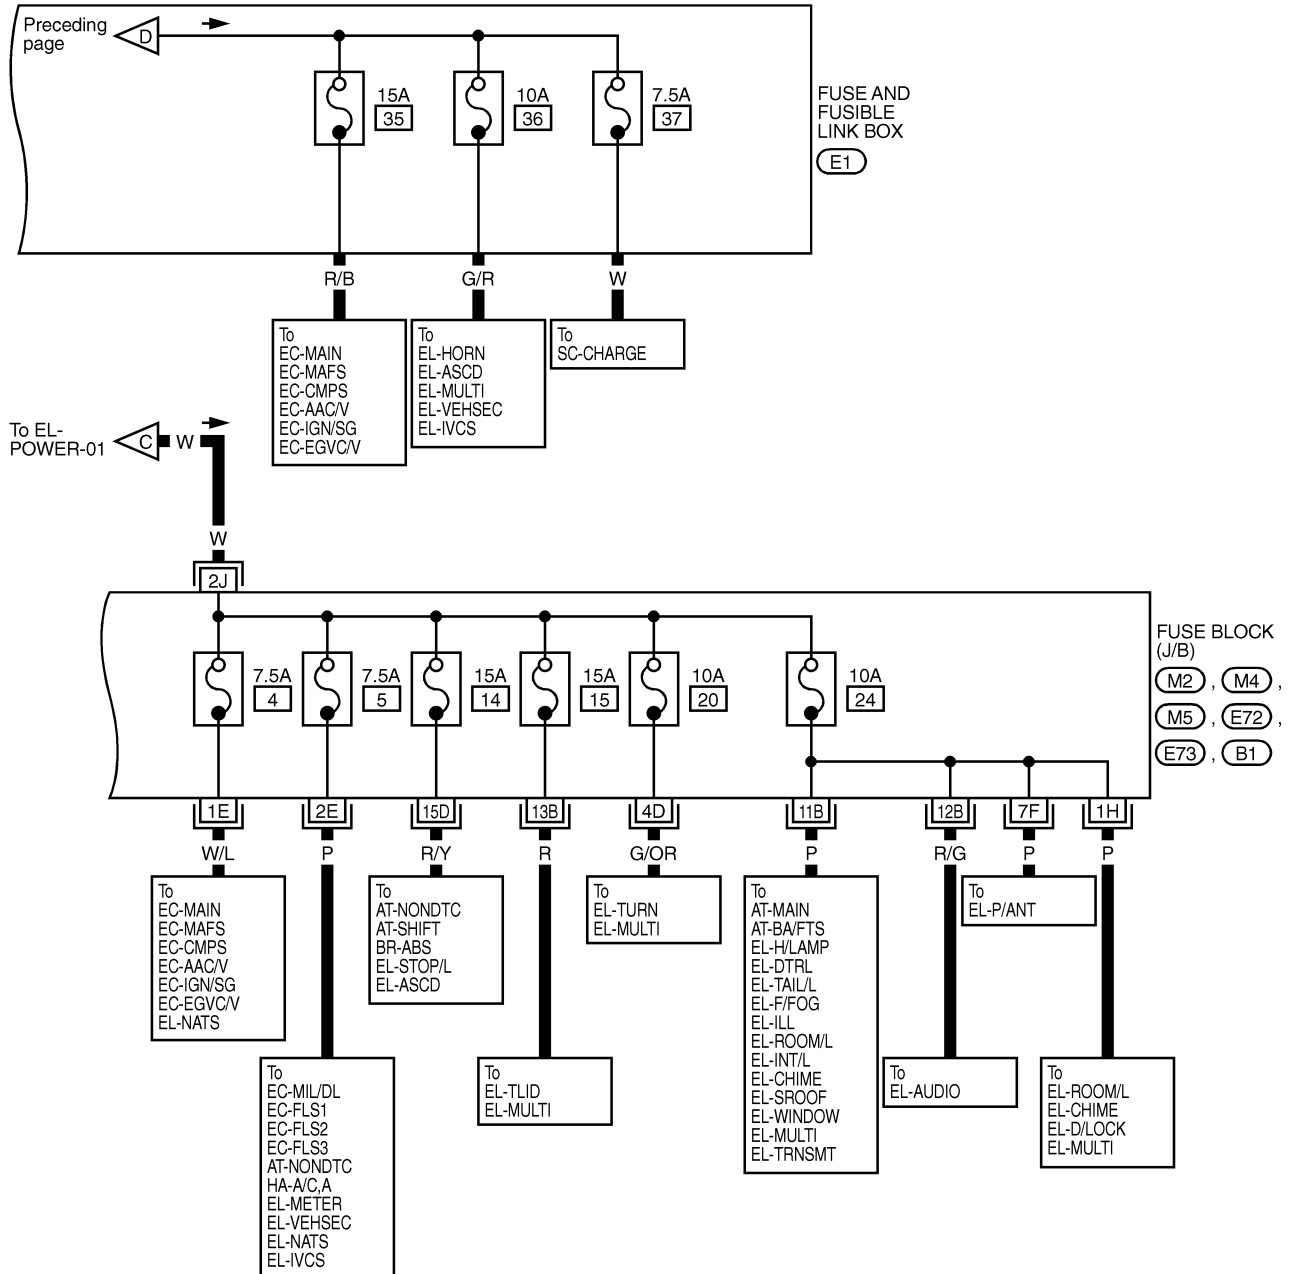 Preceding
page
D
15A
35
10A
36
7.5A
37
FUSE AND
FUSIBLE
LINK BOX
E1
R/B
G/R
W
To
EC-MAIN
EC-MAFS
EC-CMPS
EC-AAC/V
EC-IGN/SG
EC-EGVC/V
To
EL-HORN
EL-ASCD
EL-MULTI
EL-VEHSEC
EL-IVCS
To
SC-CHARGE
To EL-
POWER-01
C
W
W
2J
7.5A
4
7.5A
5
15A
14
15A
15
10A
20
10A
24
FUSE BLOCK
(J/B)
M2 , M4 ,
M5 , E72 ,
E73 , B1
1E
2E
15D
13B
4D
11B
12B
7F
1H
W/L
P
R/Y
R
G/OR
P
R/G
P
P
To
EC-MAIN
EC-MAFS
EC-CMPS
EC-AAC/V
EC-IGN/SG
EC-EGVC/V
EL-NATS
To
EC-MIL/DL
EC-FLS1
EC-FLS2
EC-FLS3
AT-NONDTC
HA-A/C,A
EL-METER
EL-VEHSEC
EL-NATS
EL-IVCS
To
AT-NONDTC
AT-SHIFT
BR-ABS
EL-STOP/L
EL-ASCD
To
EL-TLID
EL-MULTI
To
EL-TURN
EL-MULTI
To
AT-MAIN
AT-BA/FTS
EL-H/LAMP
EL-DTRL
EL-TAIL/L
EL-F/FOG
EL-ILL
EL-ROOM/L
EL-INT/L
EL-CHIME
EL-SROOF
EL-WINDOW
EL-MULTI
EL-TRNSMT
To
EL-AUDIO
To
EL-P/ANT
To
EL-ROOM/L
EL-CHIME
EL-D/LOCK
EL-MULTI